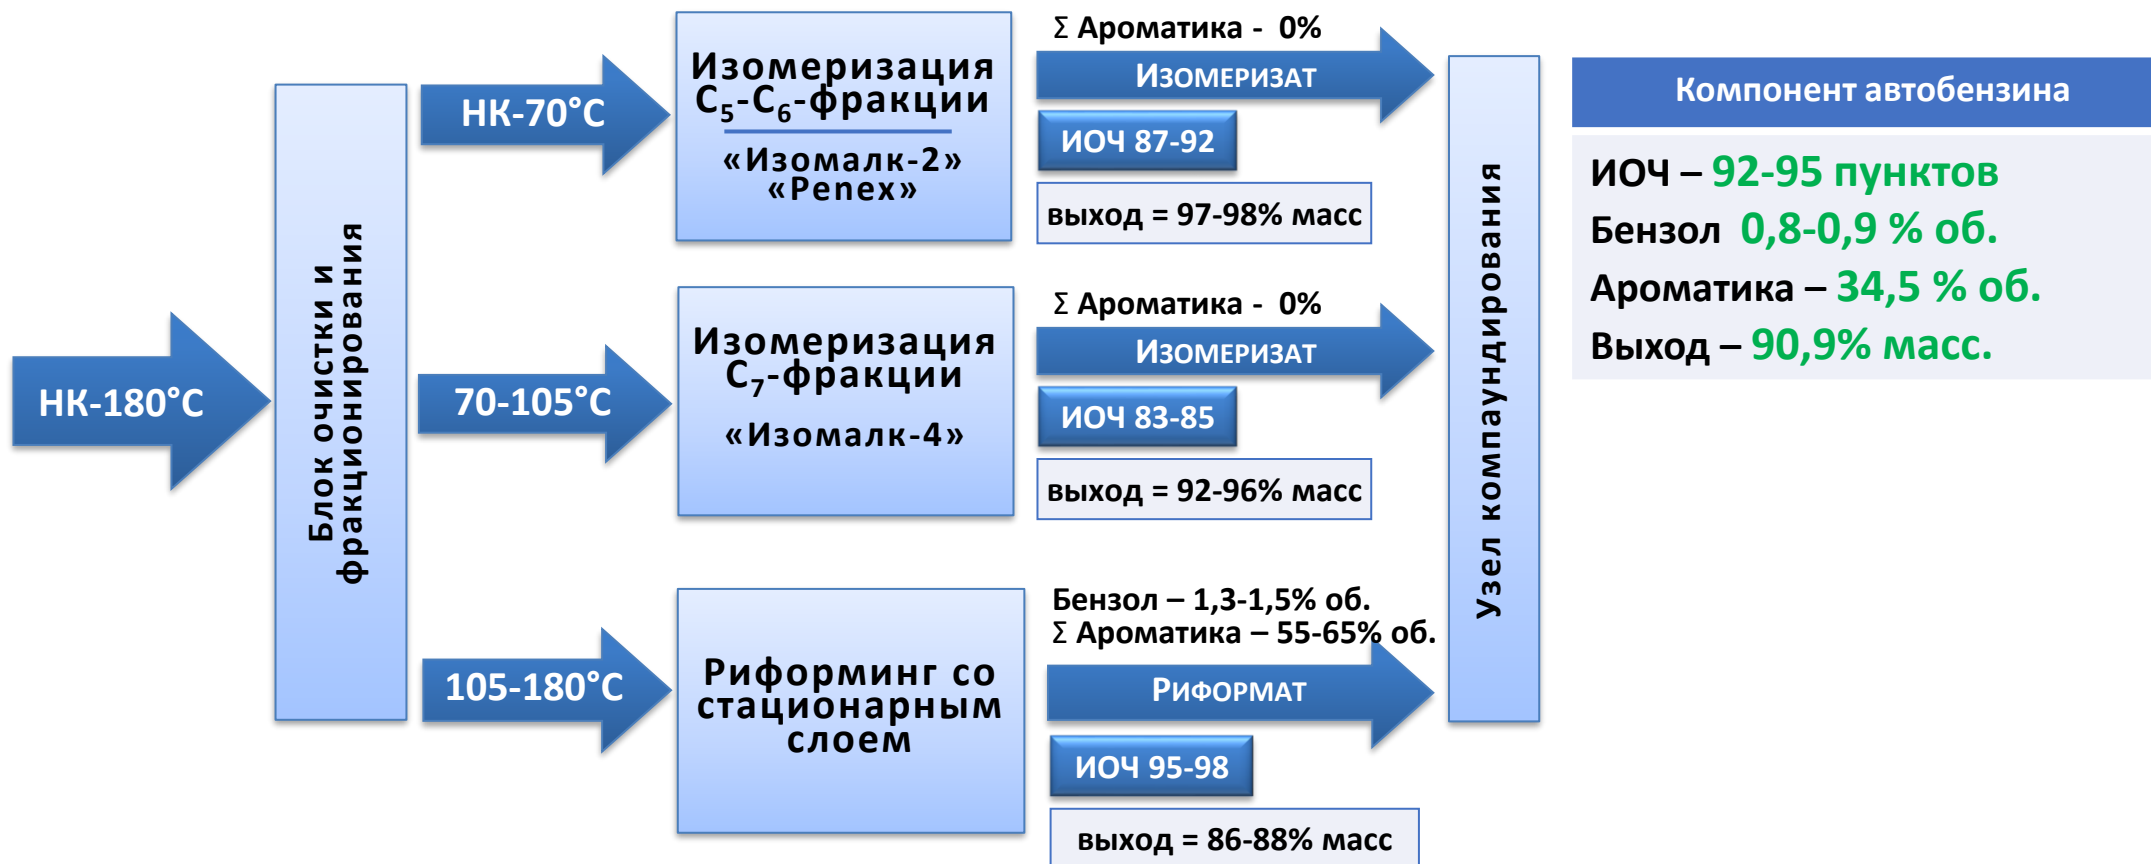 НК-180°C
Блок очистки и
фракционирования
НК-70°C
Изомеризация
C₅-C₆-фракции
«Изомалк-2»
«Penex»
Σ Ароматика - 0%
Изомеризат
ИОЧ 87-92
выход = 97-98% масс
70-105°C
Изомеризация
C₇-фракции
«Изомалк-4»
Σ Ароматика - 0%
Изомеризат
ИОЧ 83-85
выход = 92-96% масс
105-180°C
Риформинг со
стационарным
слоем
Бензол – 1,3-1,5% об.
Σ Ароматика – 55-65% об.
Риформат
ИОЧ 95-98
выход = 86-88% масс
Узел компаундирования
Компонент автобензина
ИОЧ – 92-95 пунктов
Бензол 0,8-0,9 % об.
Ароматика – 34,5 % об.
Выход – 90,9% масс.